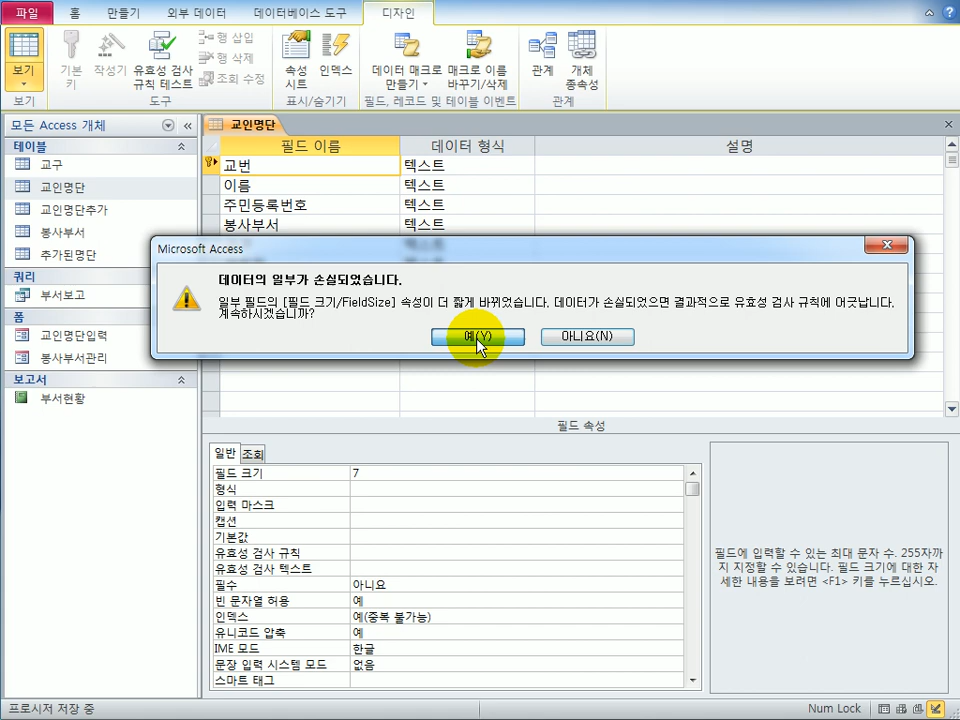 파일 홈 만들기 외부 데이터 데이터베이스 도구 디자인
보기
기본
키
작성기
유효성 검사
규칙 테스트
행 삽입
행 삭제
조회 수정
속성
시트
인덱스
데이터 매크로
만들기
매크로 이름
바꾸기/삭제
관계
개체
종속성
보기
도구
표시/숨기기
필드, 레코드 및 테이블 이벤트
관계
모든 Access 개체
테이블
교구
교인명단
교인명단추가
봉사부서
추가된명단
쿼리
부서보고
폼
교인명단입력
봉사부서관리
보고서
부서현황
교인명단
필드 이름 데이터 형식 설명
교번 텍스트
이름 텍스트
주민등록번호 텍스트
봉사부서 텍스트
Microsoft Access
데이터의 일부가 손실되었습니다.
일부 필드의 [필드 크기/FieldSize] 속성이 더 짧게 바뀌었습니다. 데이터가 손실되었으면 결과적으로 유효성 검사 규칙에 어긋납니다.
계속하시겠습니까?
예(Y) 아니요(N)
필드 속성
일반 조회
필드 크기 7
형식
입력 마스크
캡션
기본값
유효성 검사 규칙
유효성 검사 텍스트
필수 아니요
빈 문자열 허용 예
인덱스 예(중복 불가능)
유니코드 압축 예
IME 모드 한글
문장 입력 시스템 모드 없음
스마트 태그
필드에 입력할 수 있는 최대 문자 수. 255자까
지 지정할 수 있습니다. 필드 크기에 대한 자
세한 내용을 보려면 <F1> 키를 누르십시오.
프로시저 저장 중
Num Lock